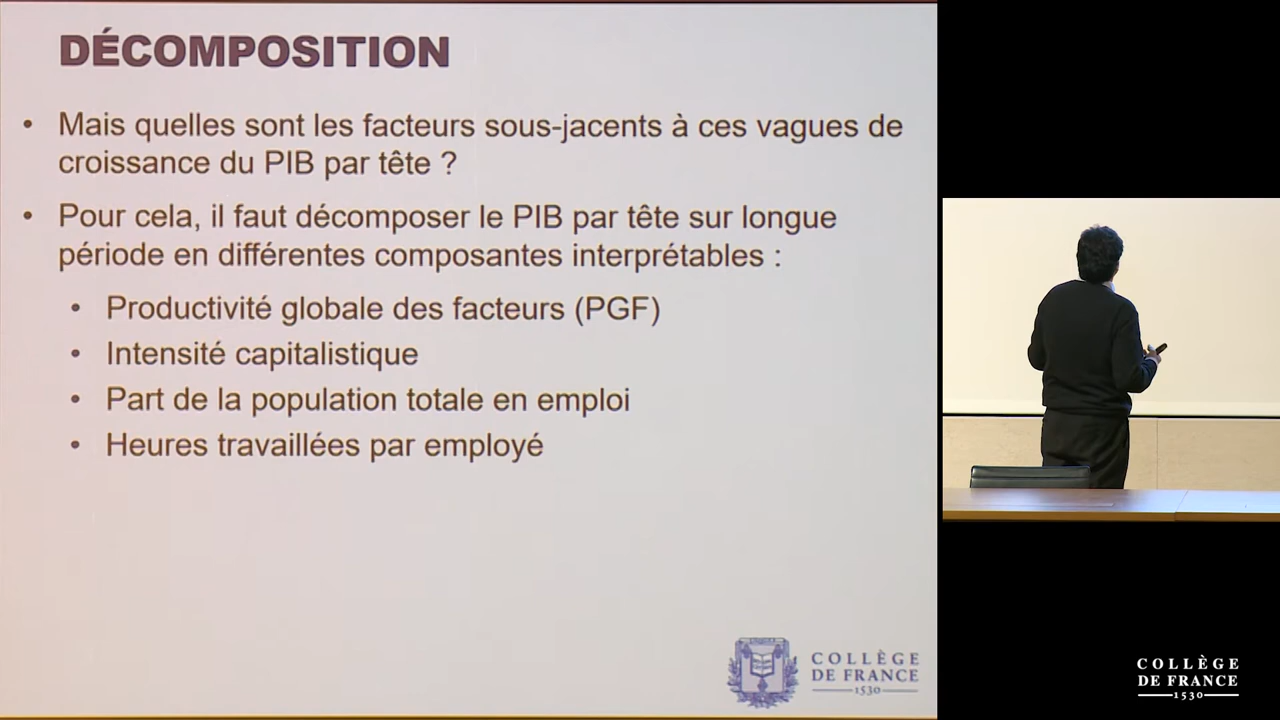 DÉCOMPOSITION
• Mais quelles sont les facteurs sous-jacents à ces vagues de
croissance du PIB par tête ?
• Pour cela, il faut décomposer le PIB par tête sur longue
période en différentes composantes interprétables :
• Productivité globale des facteurs (PGF)
• Intensité capitalistique
• Part de la population totale en emploi
• Heures travaillées par employé
COLLÈGE
DE FRANCE
1530
COLLÈGE
DE FRANCE
1530